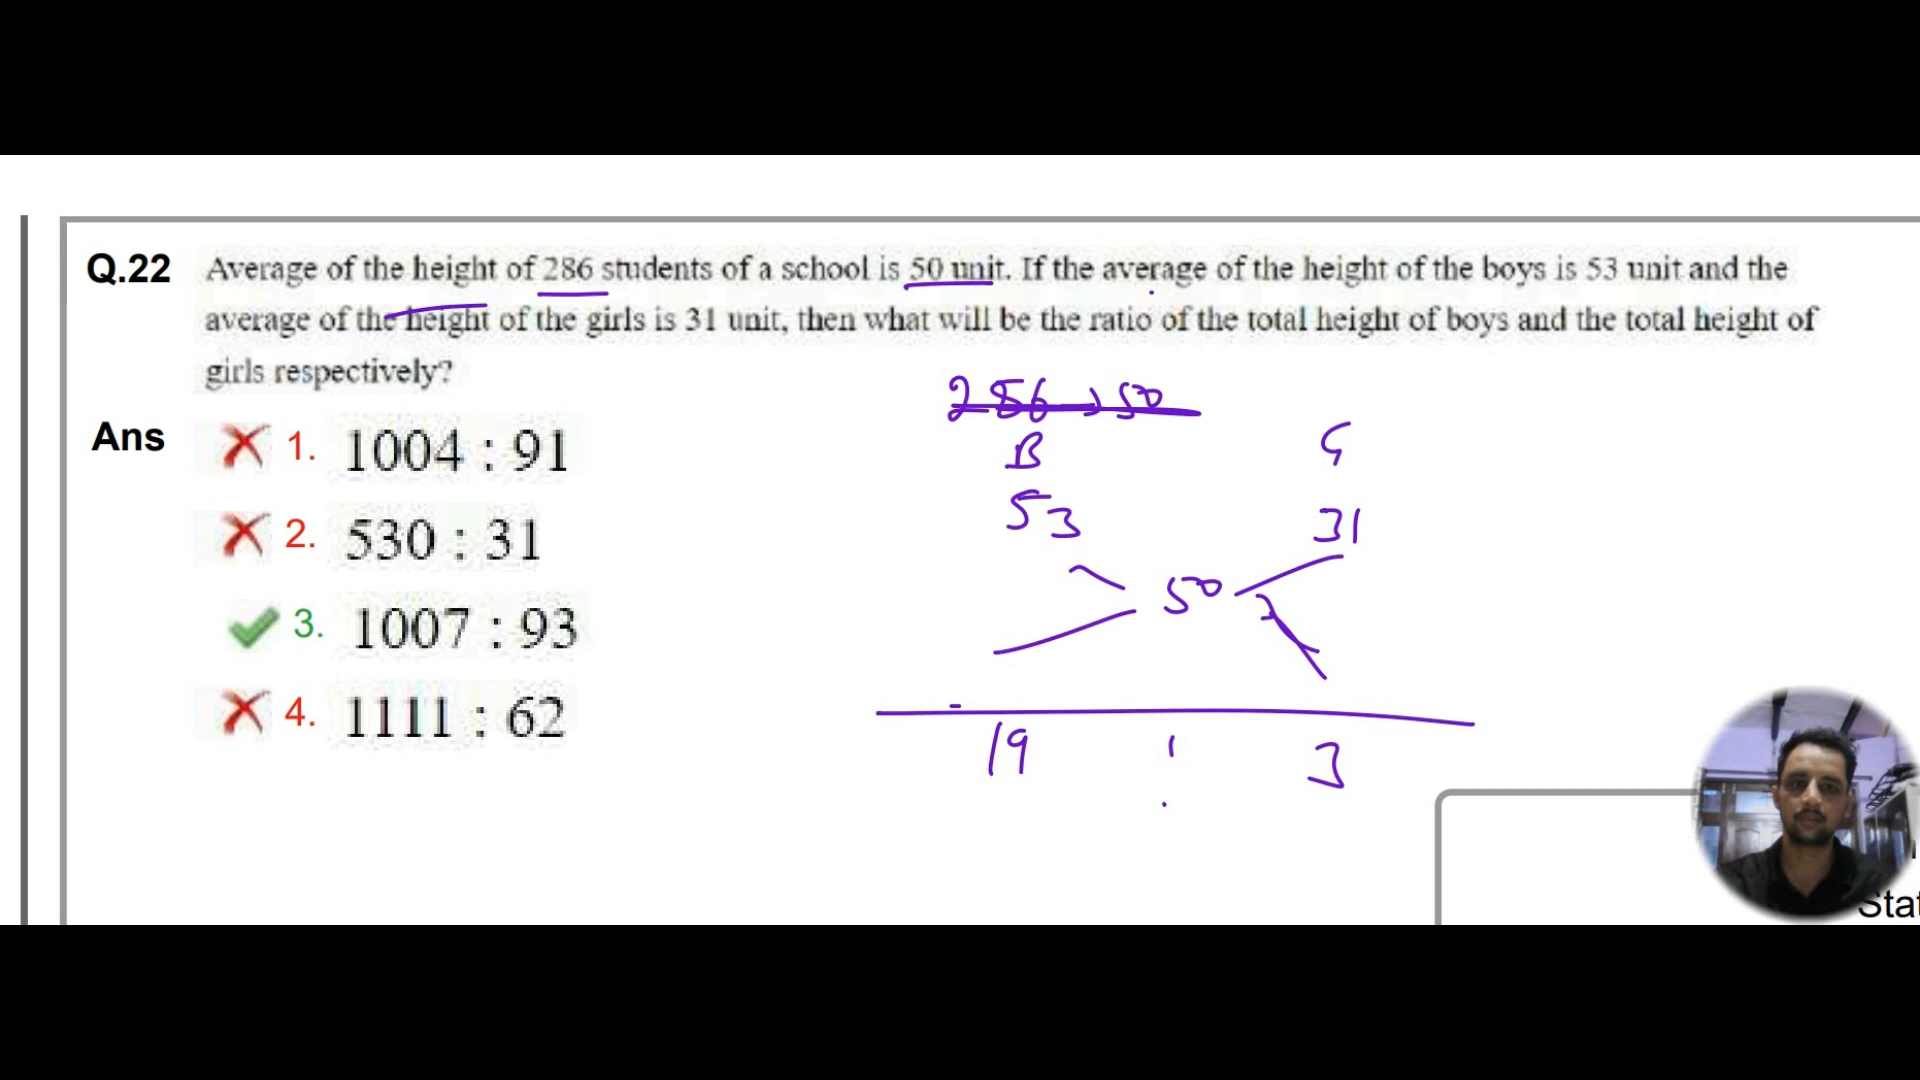 Q.22 Average of the height of 286 students of a school is 50 unit. If the average of the height of the boys is 53 unit and the
average of the height of the girls is 31 unit, then what will be the ratio of the total height of boys and the total height of
girls respectively?
286 → 50
B G
Ans 1. 1004 : 91
53 31
2. 530 : 31
50
3. 1007 : 93
4. 1111 : 62
19 : 3
Stat